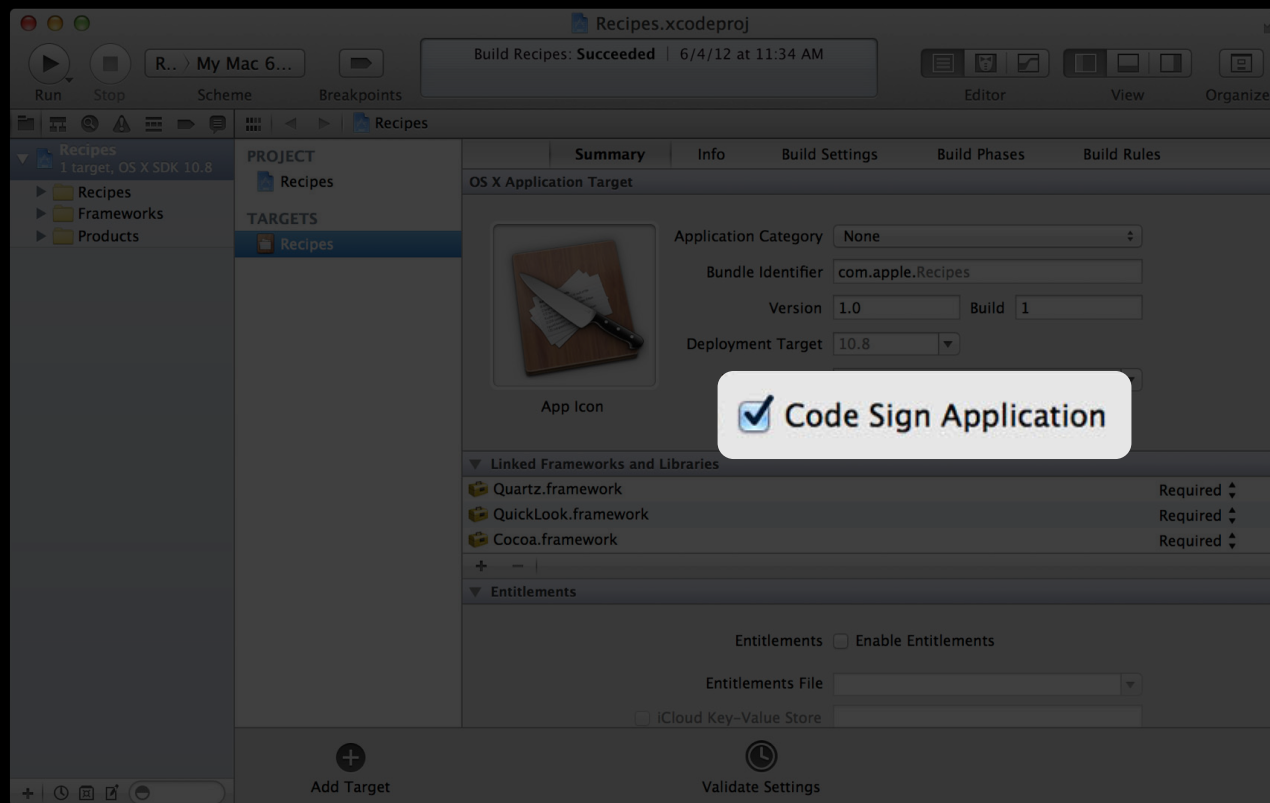 Recipes.xcodeproj
Build Recipes: Succeeded | 6/4/12 at 11:34 AM
R.. › My Mac 6...
Run Stop Scheme Breakpoints Editor View Organize
Recipes
Recipes
1 target, OS X SDK 10.8
Recipes
Frameworks
Products
PROJECT
Recipes
TARGETS
Recipes
Summary Info Build Settings Build Phases Build Rules
OS X Application Target
Application Category None
Bundle Identifier com.apple.Recipes
Version 1.0 Build 1
Deployment Target 10.8
App Icon
Code Sign Application
Linked Frameworks and Libraries
Quartz.framework Required
QuickLook.framework Required
Cocoa.framework Required
Entitlements
Entitlements Enable Entitlements
Entitlements File
iCloud Key-Value Store
Add Target Validate Settings